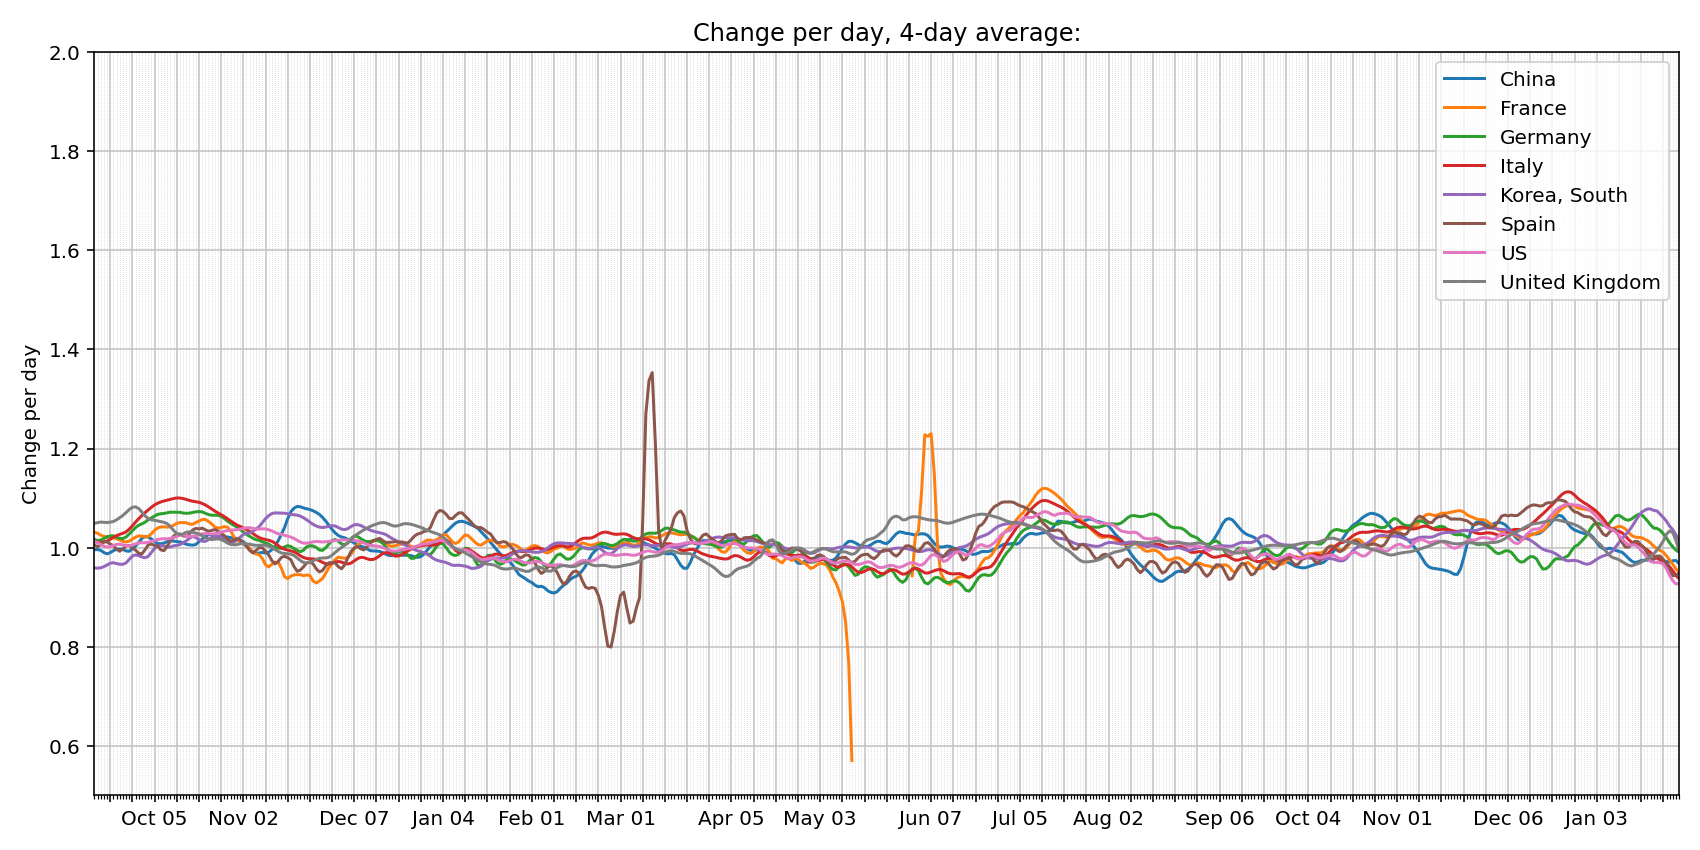 Change per day, 4-day average:
2.0
1.8
1.6
1.4
1.2
1.0
0.8
0.6
Change per day
China
France
Germany
Italy
Korea, South
Spain
US
United Kingdom
Oct 05 Nov 02 Dec 07 Jan 04 Feb 01 Mar 01 Apr 05 May 03 Jun 07 Jul 05 Aug 02 Sep 06 Oct 04 Nov 01 Dec 06 Jan 03